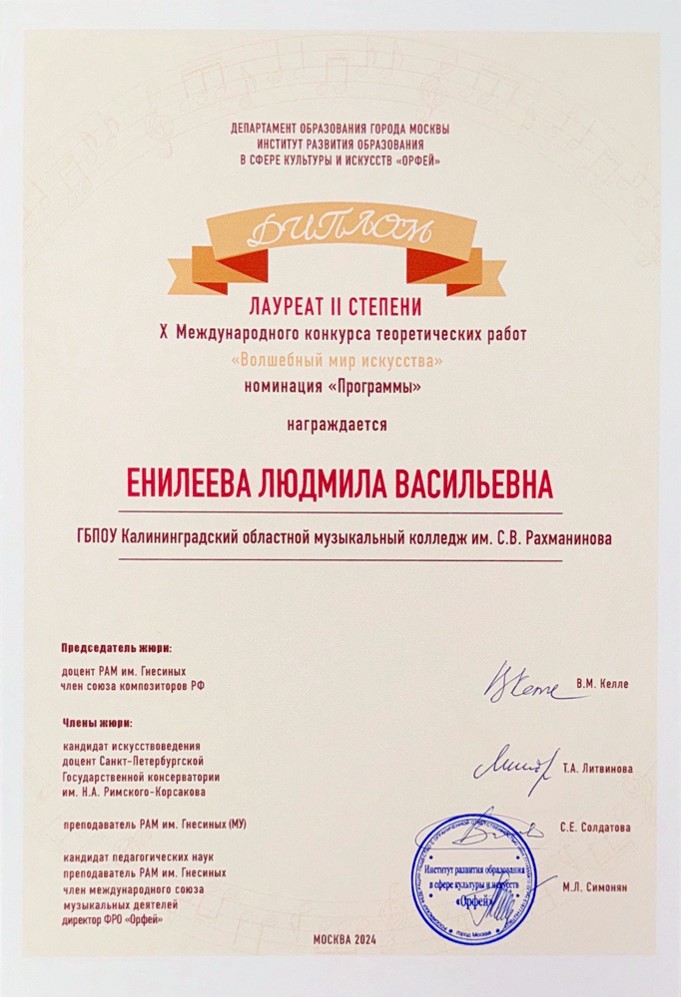 ДЕПАРТАМЕНТ ОБРАЗОВАНИЯ ГОРОДА МОСКВЫ
ИНСТИТУТ РАЗВИТИЯ ОБРАЗОВАНИЯ
В СФЕРЕ КУЛЬТУРЫ И ИСКУССТВ «ОРФЕЙ»
ДИПЛОМ
ЛАУРЕАТ II СТЕПЕНИ
X Международного конкурса теоретических работ
«Волшебный мир искусства»
номинация «Программы»
награждается
ЕНИЛЕЕВА ЛЮДМИЛА ВАСИЛЬЕВНА
ГБПОУ Калининградский областной музыкальный колледж им. С.В. Рахманинова
Председатель жюри:
доцент РАМ им. Гнесиных
член союза композиторов РФ
В.М. Келле
Члены жюри:
кандидат искусствоведения
доцент Санкт-Петербургской
Государственной консерватории
им. Н.А. Римского-Корсакова
Т.А. Литвинова
преподаватель РАМ им. Гнесиных (МУ)
С.Е. Солдатова
кандидат педагогических наук
преподаватель РАМ им. Гнесиных
член международного союза
музыкальных деятелей
директор ФРО «Орфей»
М.Л. Симонян
Институт развития образования
в сфере культуры и искусств
«Орфей»
город Москва
МОСКВА 2024